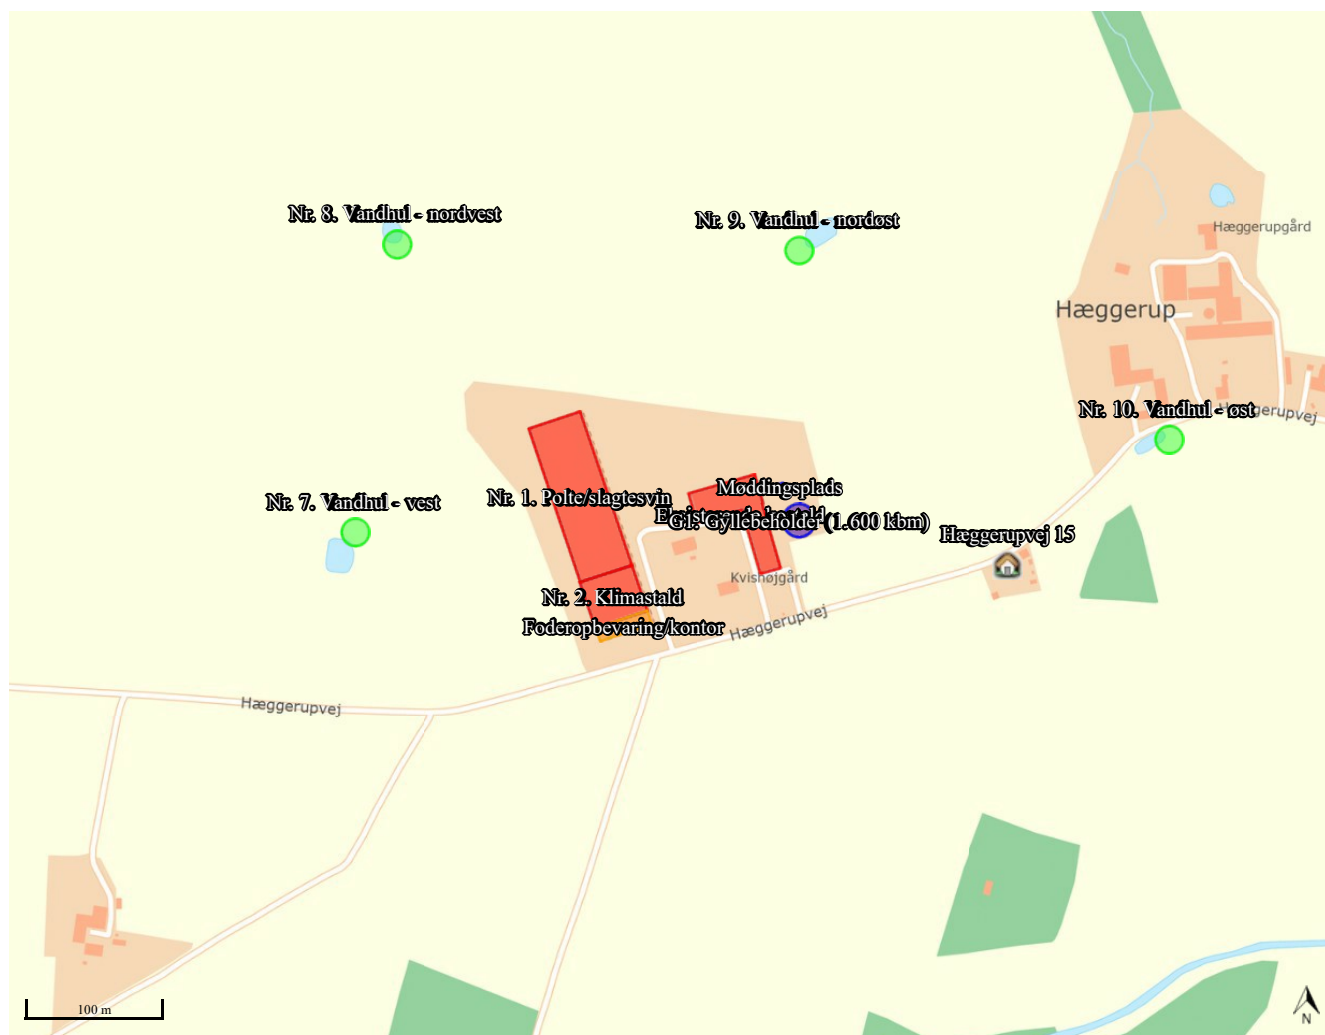 Nr. 8. Vandhul - nordvest
Nr. 9. Vandhul - nordøst
Hæggerupgård
Hæggerup
Nr. 10. Vandhul - øst
Hæggerupvej
Nr. 7. Vandhul - vest
Nr. 1. Polte/slagtesvin
Møddingsplads
Gyllebeholder (1.600 kbm)
Hæggerupvej 15
Kvishøjgård
Nr. 2. Klimastald
Foderopbevaring/kontor
Hæggerupvej
Hæggerupvej
100 m
N